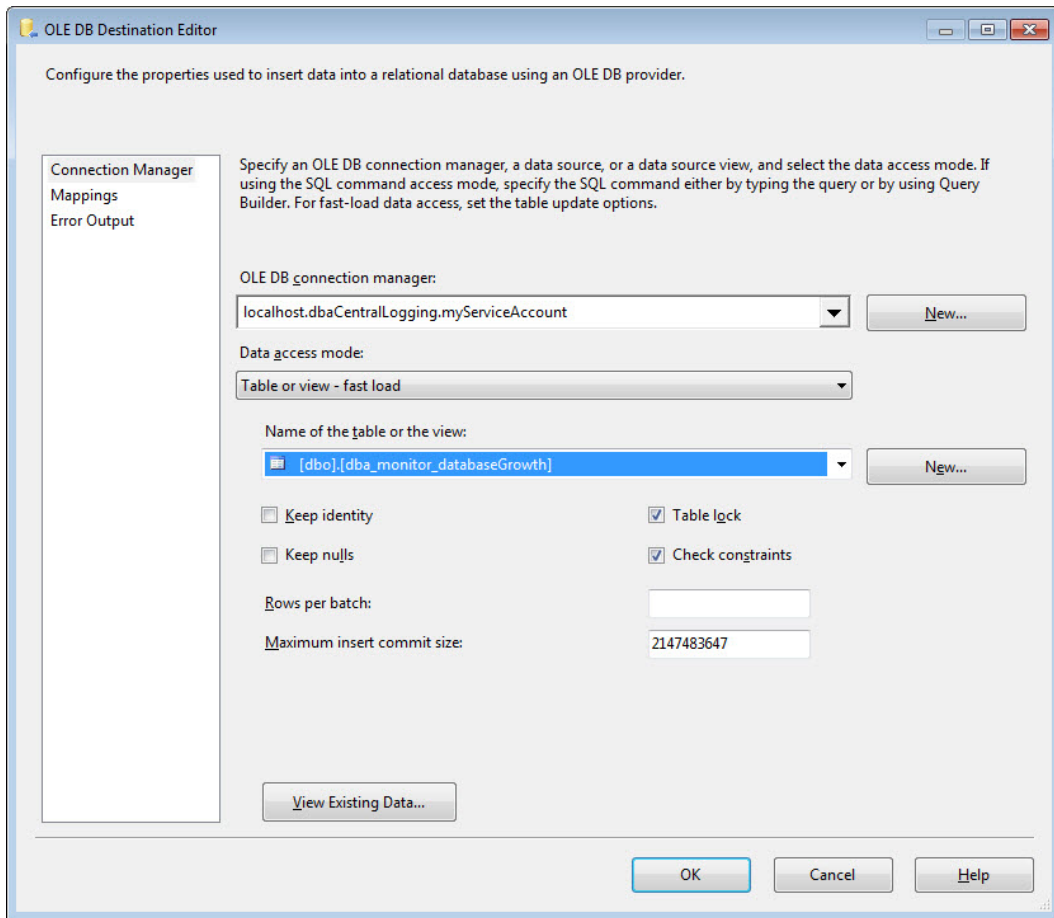 OLE DB Destination Editor
Configure the properties used to insert data into a relational database using an OLE DB provider.
Connection Manager
Mappings
Error Output
Specify an OLE DB connection manager, a data source, or a data source view, and select the data access mode. If
using the SQL command access mode, specify the SQL command either by typing the query or by using Query
Builder. For fast-load data access, set the table update options.
OLE DB connection manager:
localhost.dbaCentralLogging.myServiceAccount
New...
Data access mode:
Table or view - fast load
Name of the table or the view:
[dbo].[dba_monitor_databaseGrowth]
New...
Keep identity
Table lock
Keep nulls
Check constraints
Rows per batch:
Maximum insert commit size:
2147483647
View Existing Data...
OK
Cancel
Help